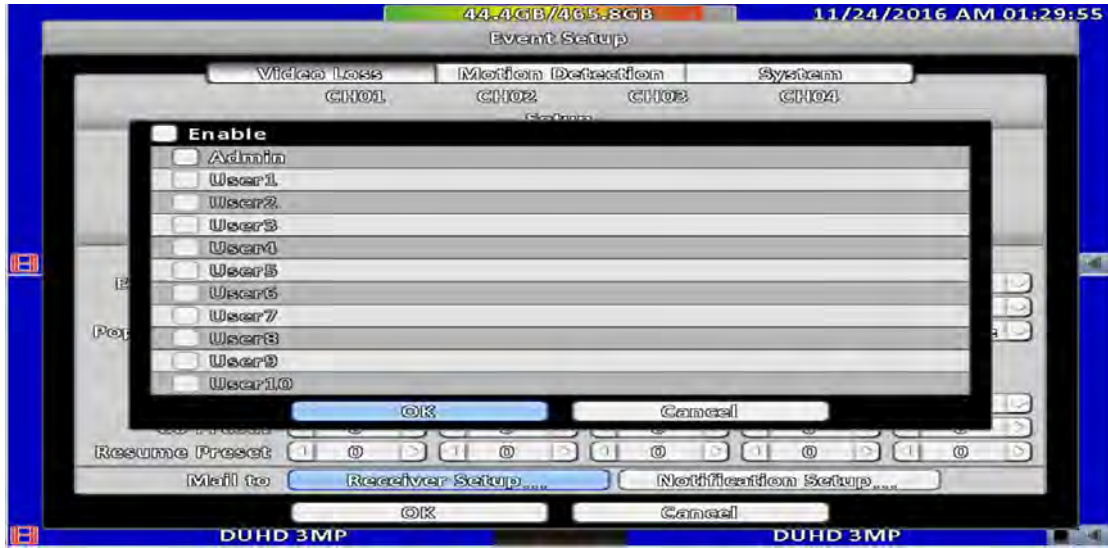 44.4GB/465.8GB 11/24/2016 AM 01:29:55
Event Setup
Video Loss Motion Detection System
CH01 CH02 CH03 CH04
Setup
Enable
Admin
User1
User2
User3
User4
User5
User6
User7
User8
User9
User10
OK Cancel
Resume Preset 0 0 0 0 0
Mail to Receiver Setup... Notification Setup...
OK Cancel
DUHD 3MP DUHD 3MP